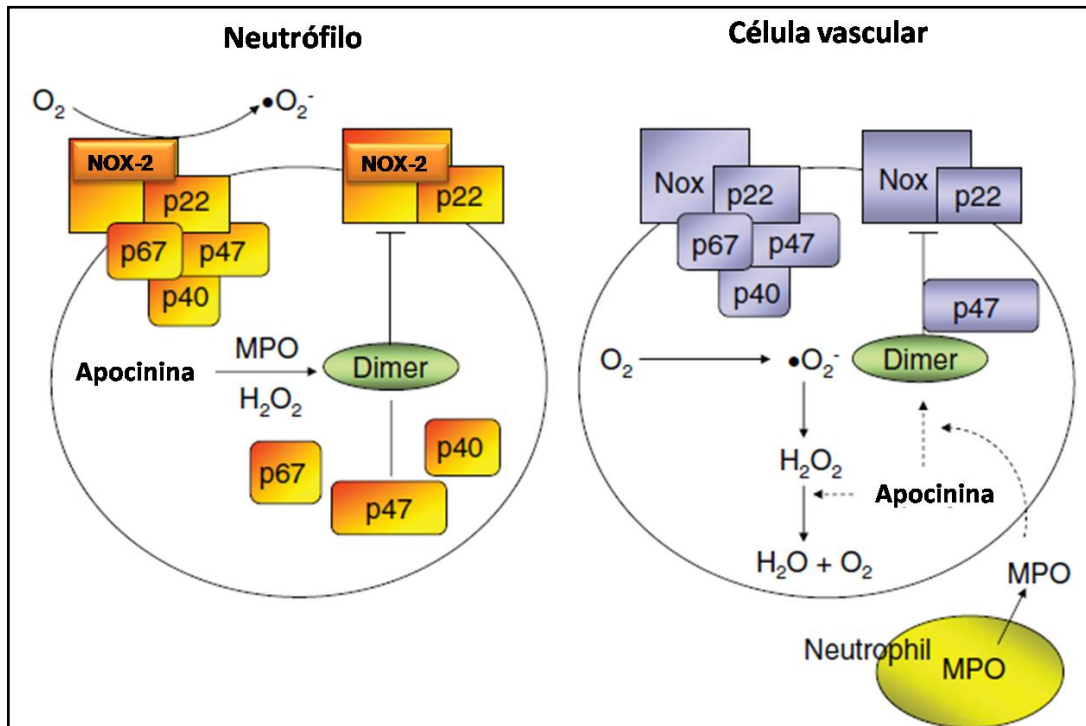 Neutrófilo
O₂
•O₂⁻
NOX-2
p22
p67
p47
p40
NOX-2
p22
Apocinina
MPO
H₂O₂
Dimer
p67
p40
p47
Célula vascular
Nox
p22
p67
p47
p40
Nox
p22
p47
Dimer
O₂
•O₂⁻
H₂O₂
Apocinina
H₂O + O₂
MPO
Neutrophil
MPO